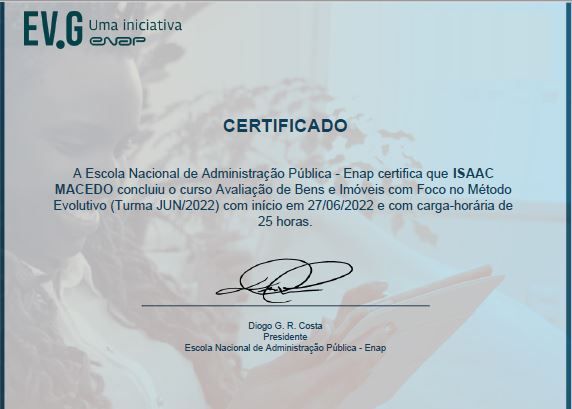 EV.G Uma iniciativa
enap
CERTIFICADO
A Escola Nacional de Administração Pública - Enap certifica que ISAAC
MACEDO concluiu o curso Avaliação de Bens e Imóveis com Foco no Método
Evolutivo (Turma JUN/2022) com início em 27/06/2022 e com carga-horária de
25 horas.
Diogo G. R. Costa
Presidente
Escola Nacional de Administração Pública - Enap